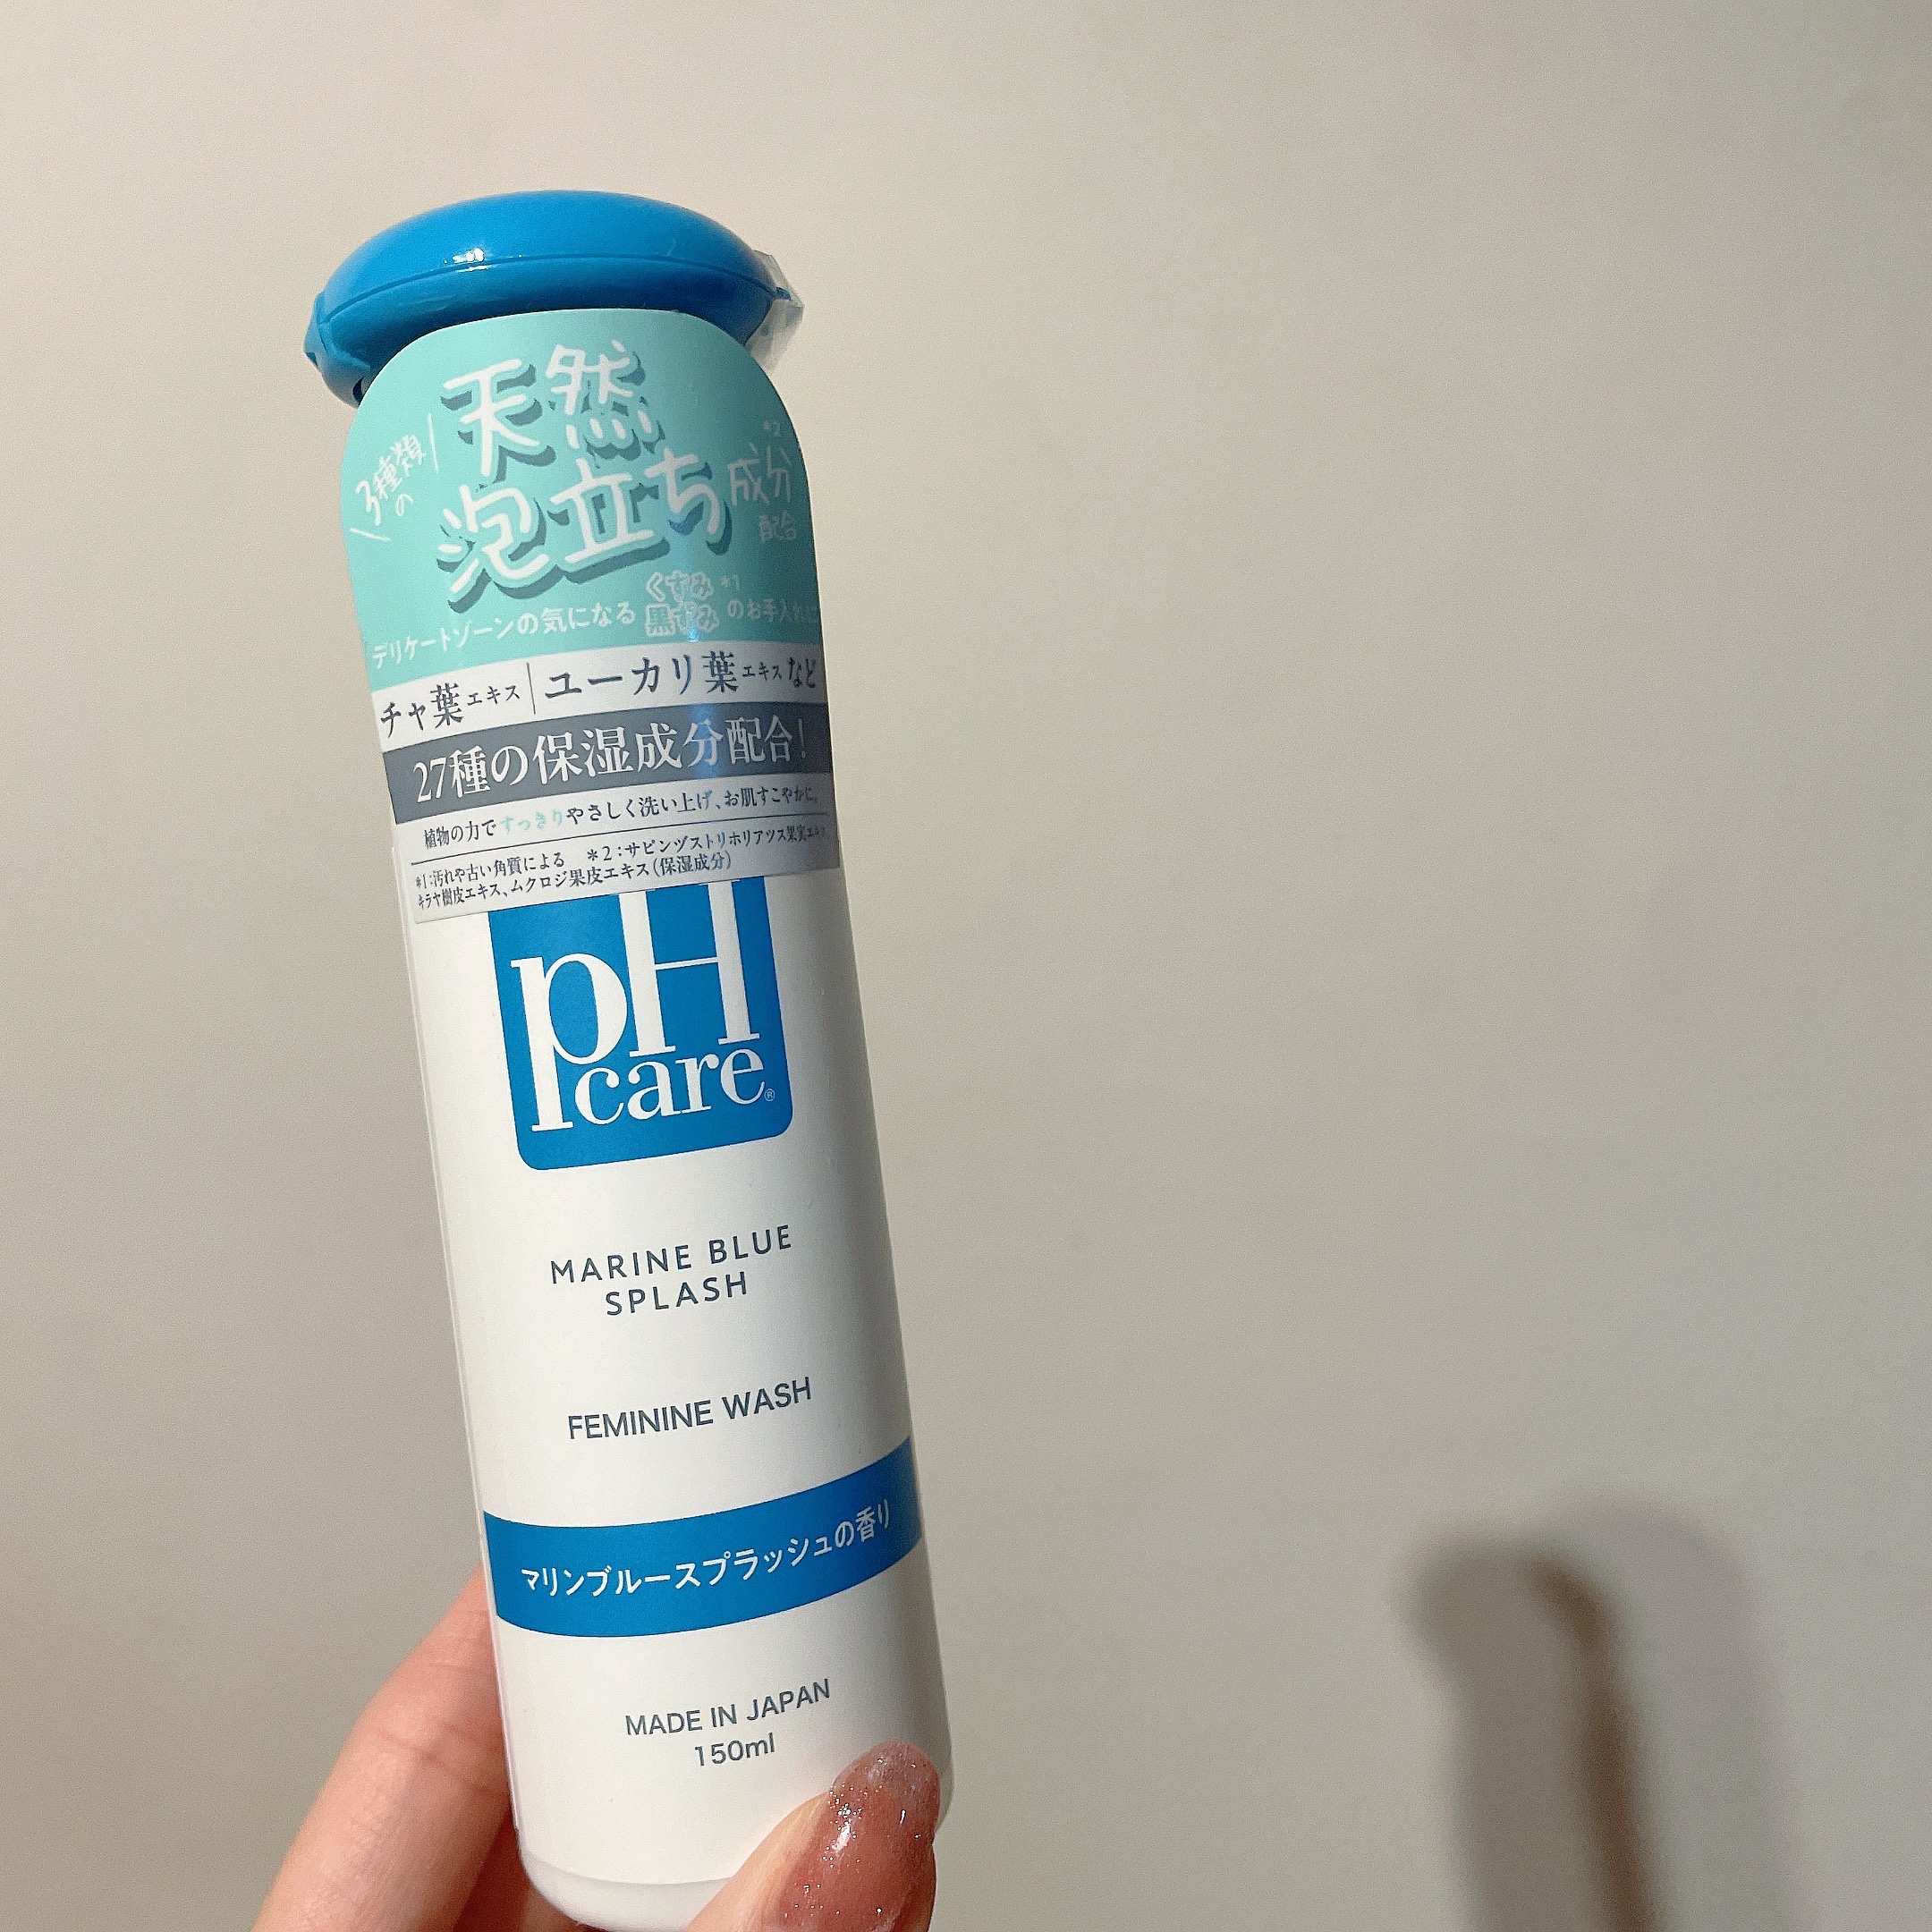 3種類の
天然
泡立ち成分*2
配合
デリケートゾーンの気になる くすみ 黒ずみ *1 のお手入れに
チャ葉エキス ユーカリ葉エキスなど
27種の保湿成分配合!
植物の力ですっきりやさしく洗い上げ、お肌すこやかに。
*1:汚れや古い角質による *2:サピンヅストリホリアツス果実エキス、
キラヤ樹皮エキス、ムクロジ果皮エキス(保湿成分)
pH
care®
MARINE BLUE
SPLASH
FEMININE WASH
マリンブルースプラッシュの香り
MADE IN JAPAN
150ml